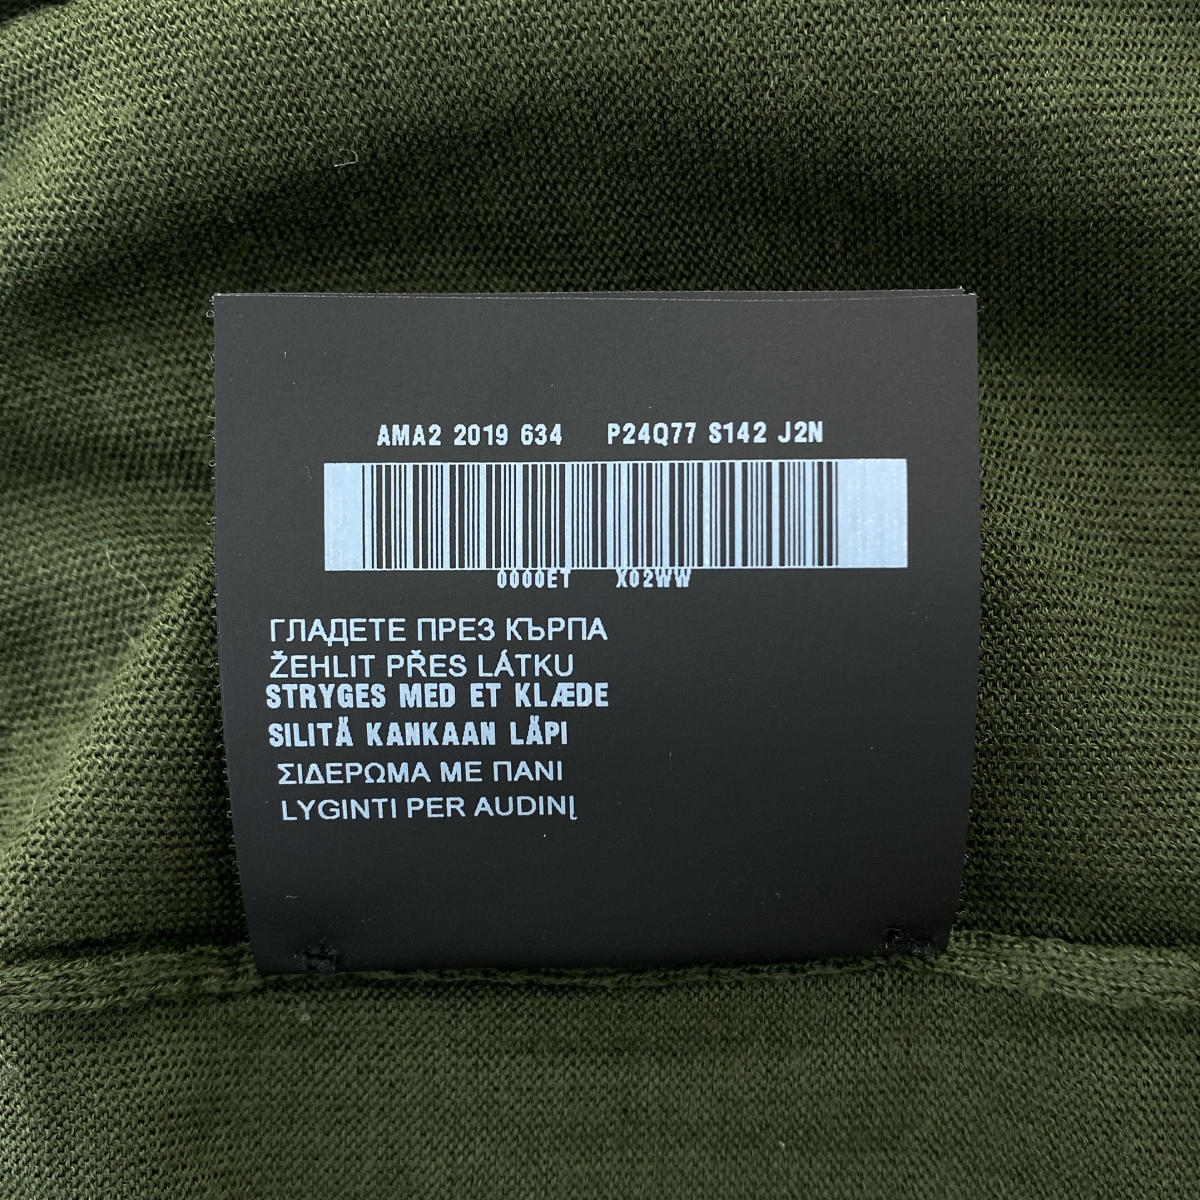 AMA2 2019 634 P24Q77 S142 J2N
0000ET X02WW
ГЛАДЕТЕ ПРЕЗ КЪРПА
ŽEHLIT PŘES LÁTKU
STRYGES MED ET KLÆDE
SILITÄ KANKAAN LÄPI
ΣΙΔΕΡΩΜΑ ΜΕ ΠΑΝΙ
LYGINTI PER AUDINĮ